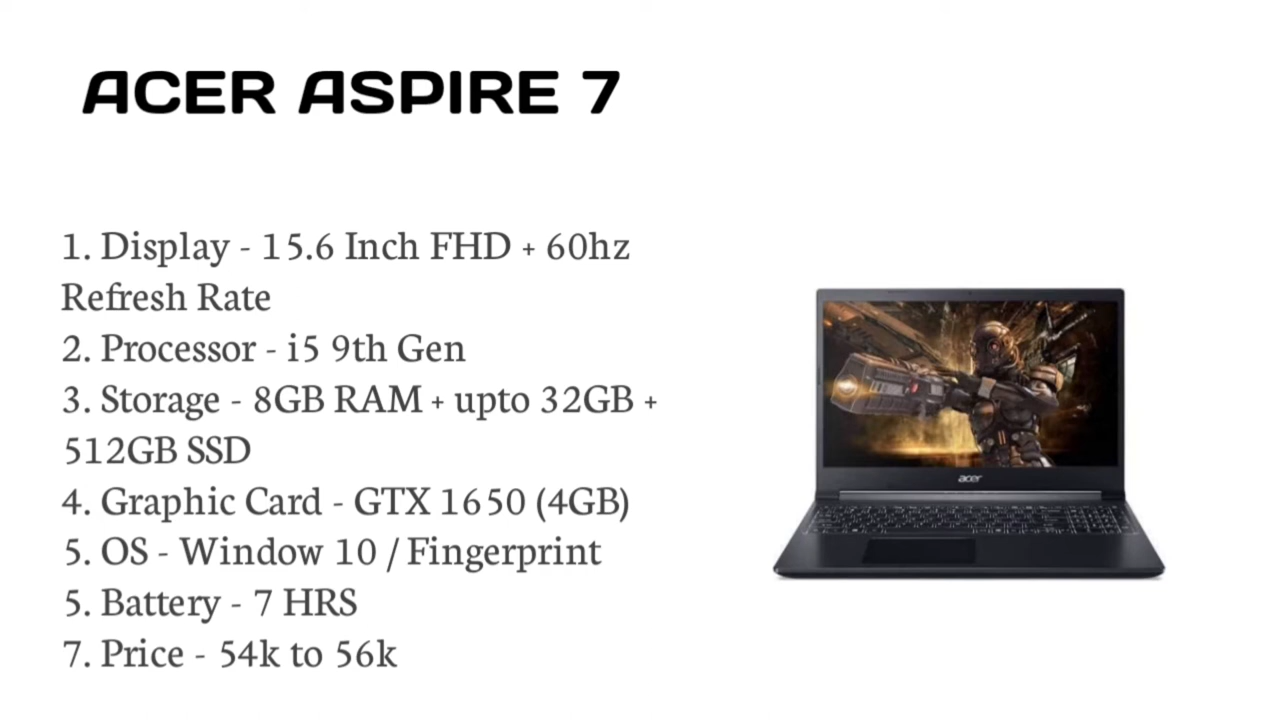 ACER ASPIRE 7
1. Display - 15.6 Inch FHD + 60hz
Refresh Rate
2. Processor - i5 9th Gen
3. Storage - 8GB RAM + upto 32GB +
512GB SSD
4. Graphic Card - GTX 1650 (4GB)
5. OS - Window 10 / Fingerprint
5. Battery - 7 HRS
7. Price - 54k to 56k
acer